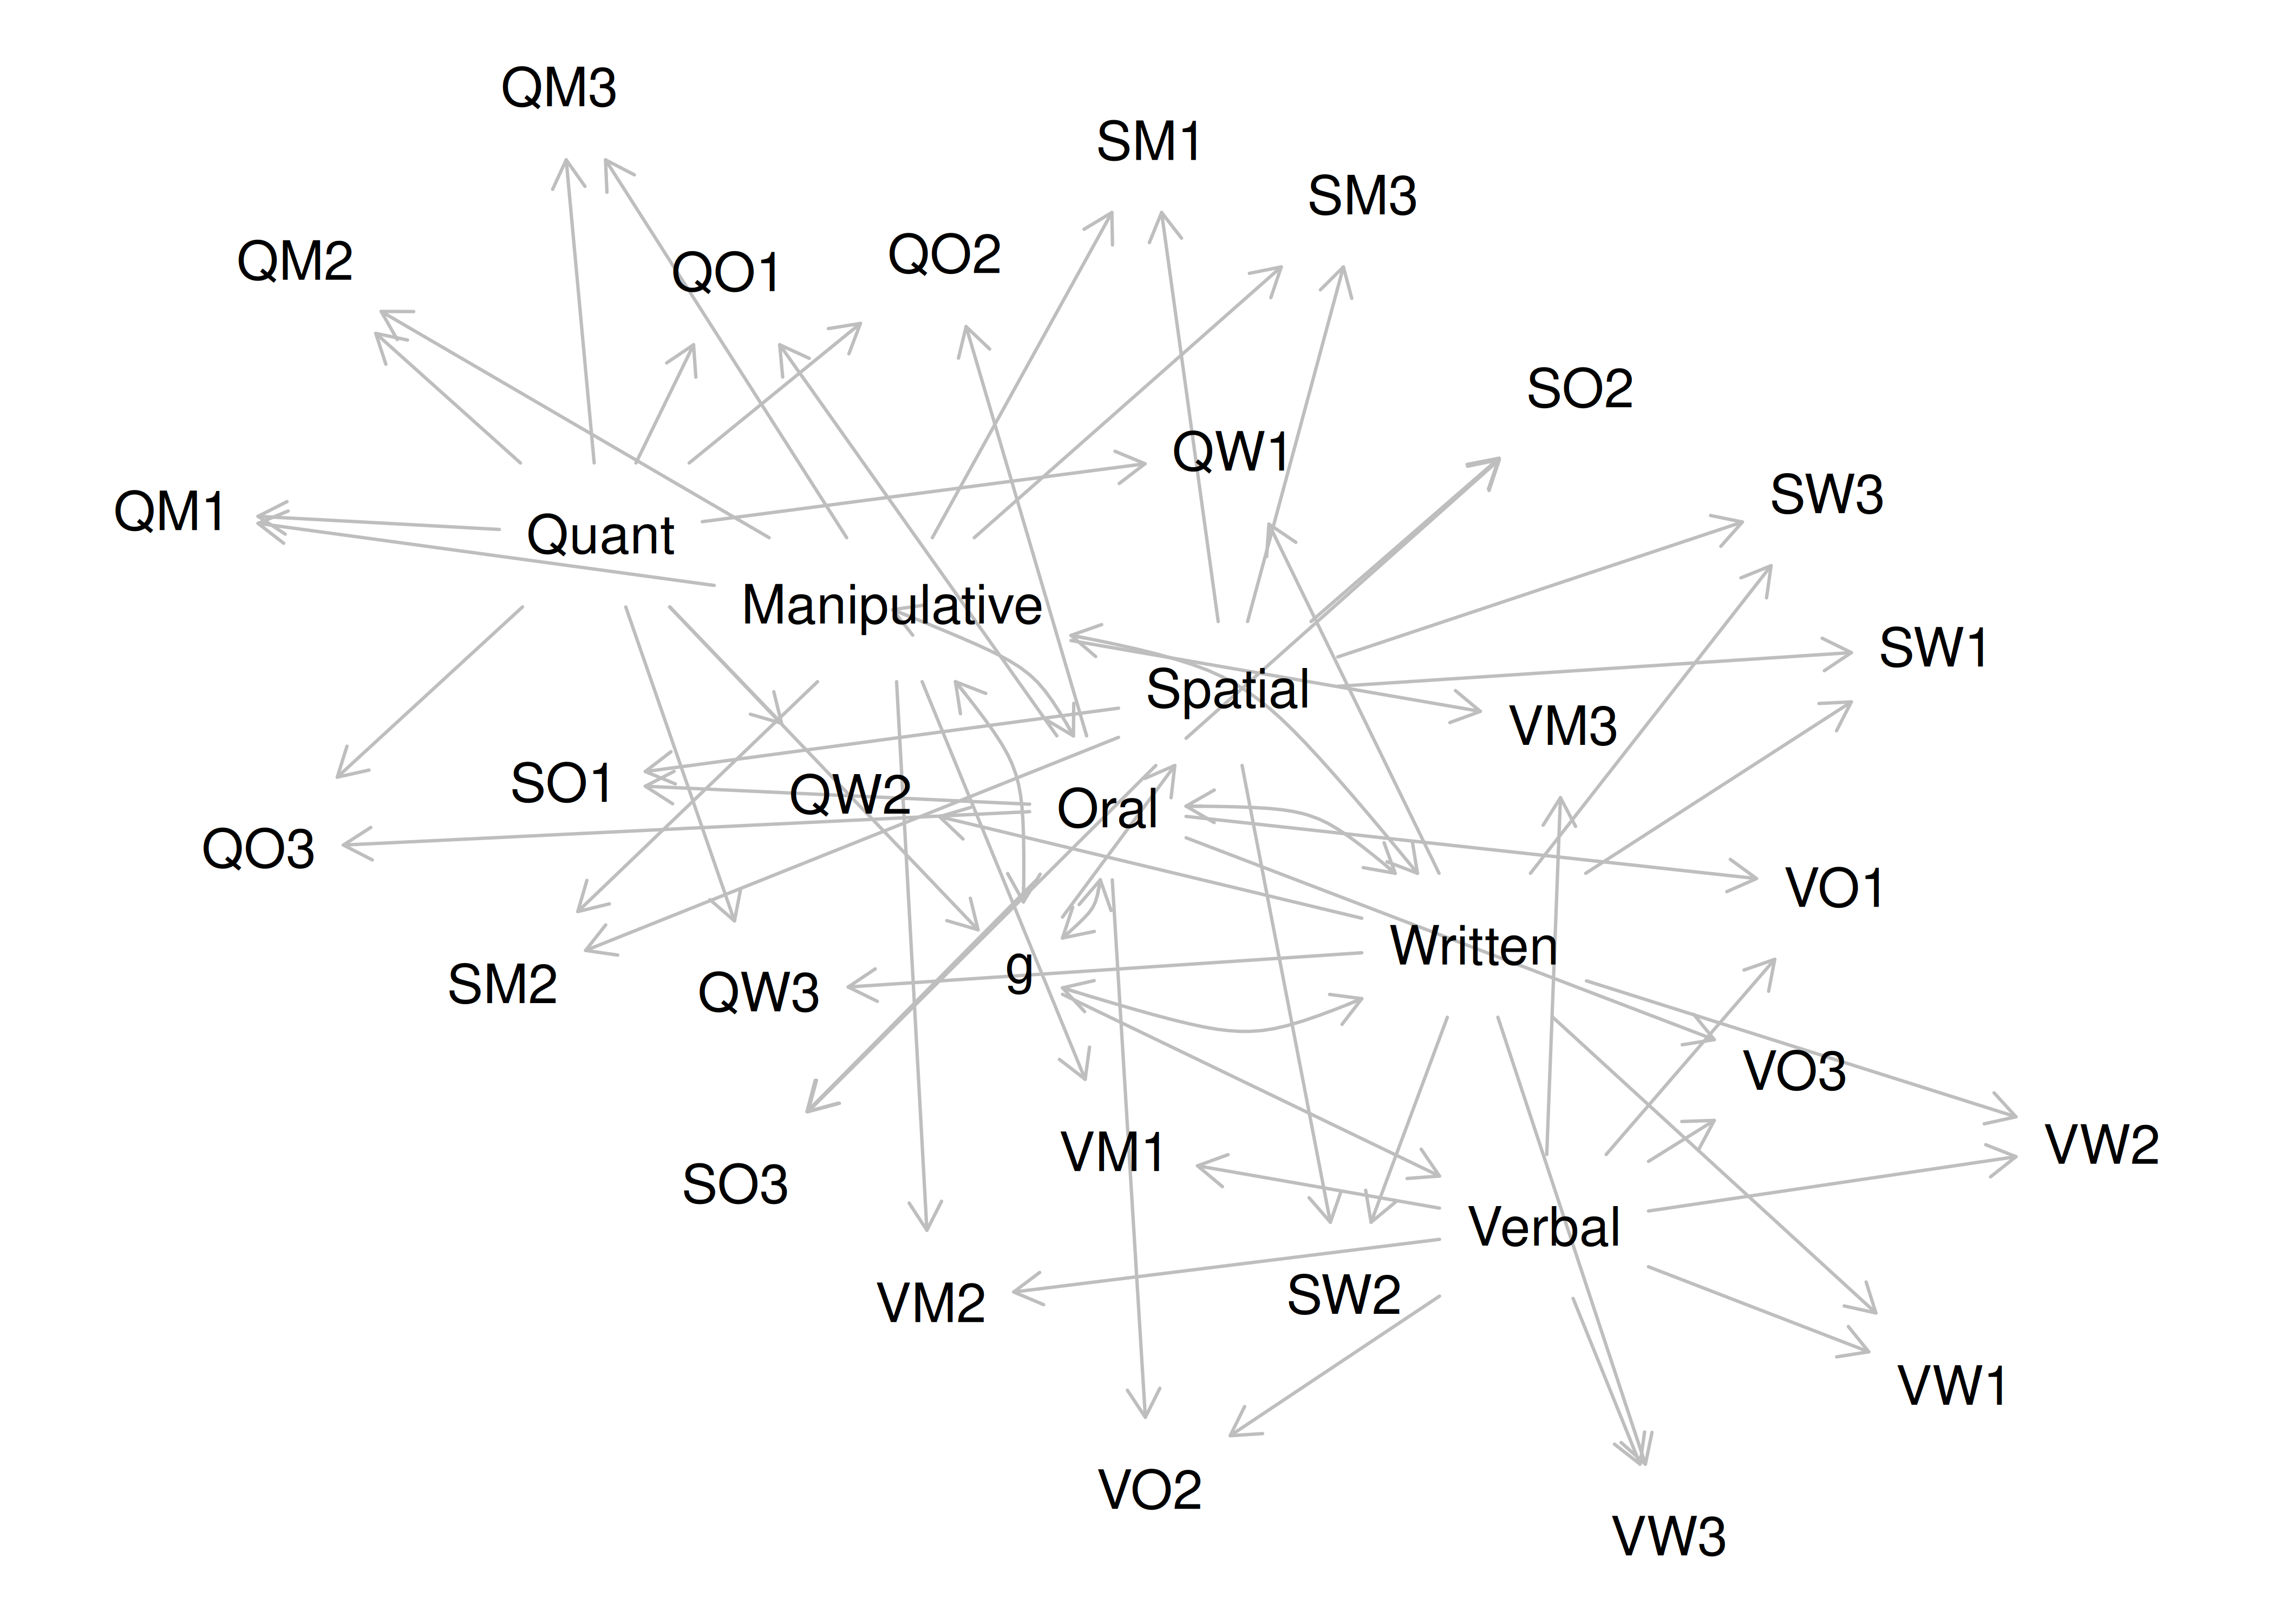 QM3
SM1
SM3
QM2
QO1
QO2
SO2
QW1
SW3
QM1
Quant
Manipulative
SW1
Spatial
VM3
SO1
QW2
Oral
QO3
VO1
Written
g
SM2
QW3
VO3
VM1
VW2
SO3
Verbal
SW2
VM2
VW1
VO2
VW3